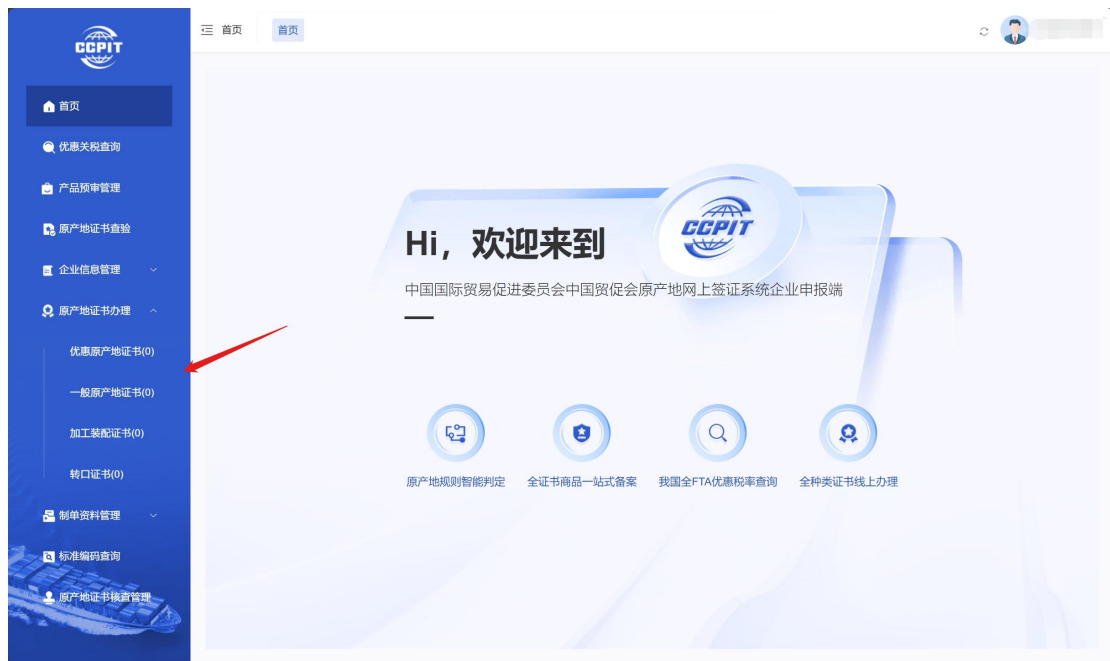 CCPIT
首页
首页
首页
优惠关税查询
产品预审管理
原产地证书查验
企业信息管理
原产地证书办理
优惠原产地证书(0)
一般原产地证书(0)
加工装配证书(0)
转口证书(0)
制单资料管理
标准编码查询
原产地证书核查管理
CCPIT
Hi，欢迎来到
中国国际贸易促进委员会中国贸促会原产地网上签证系统企业申报端
原产地规则智能判定
全证书商品一站式备案
我国全FTA优惠税率查询
全种类证书线上办理